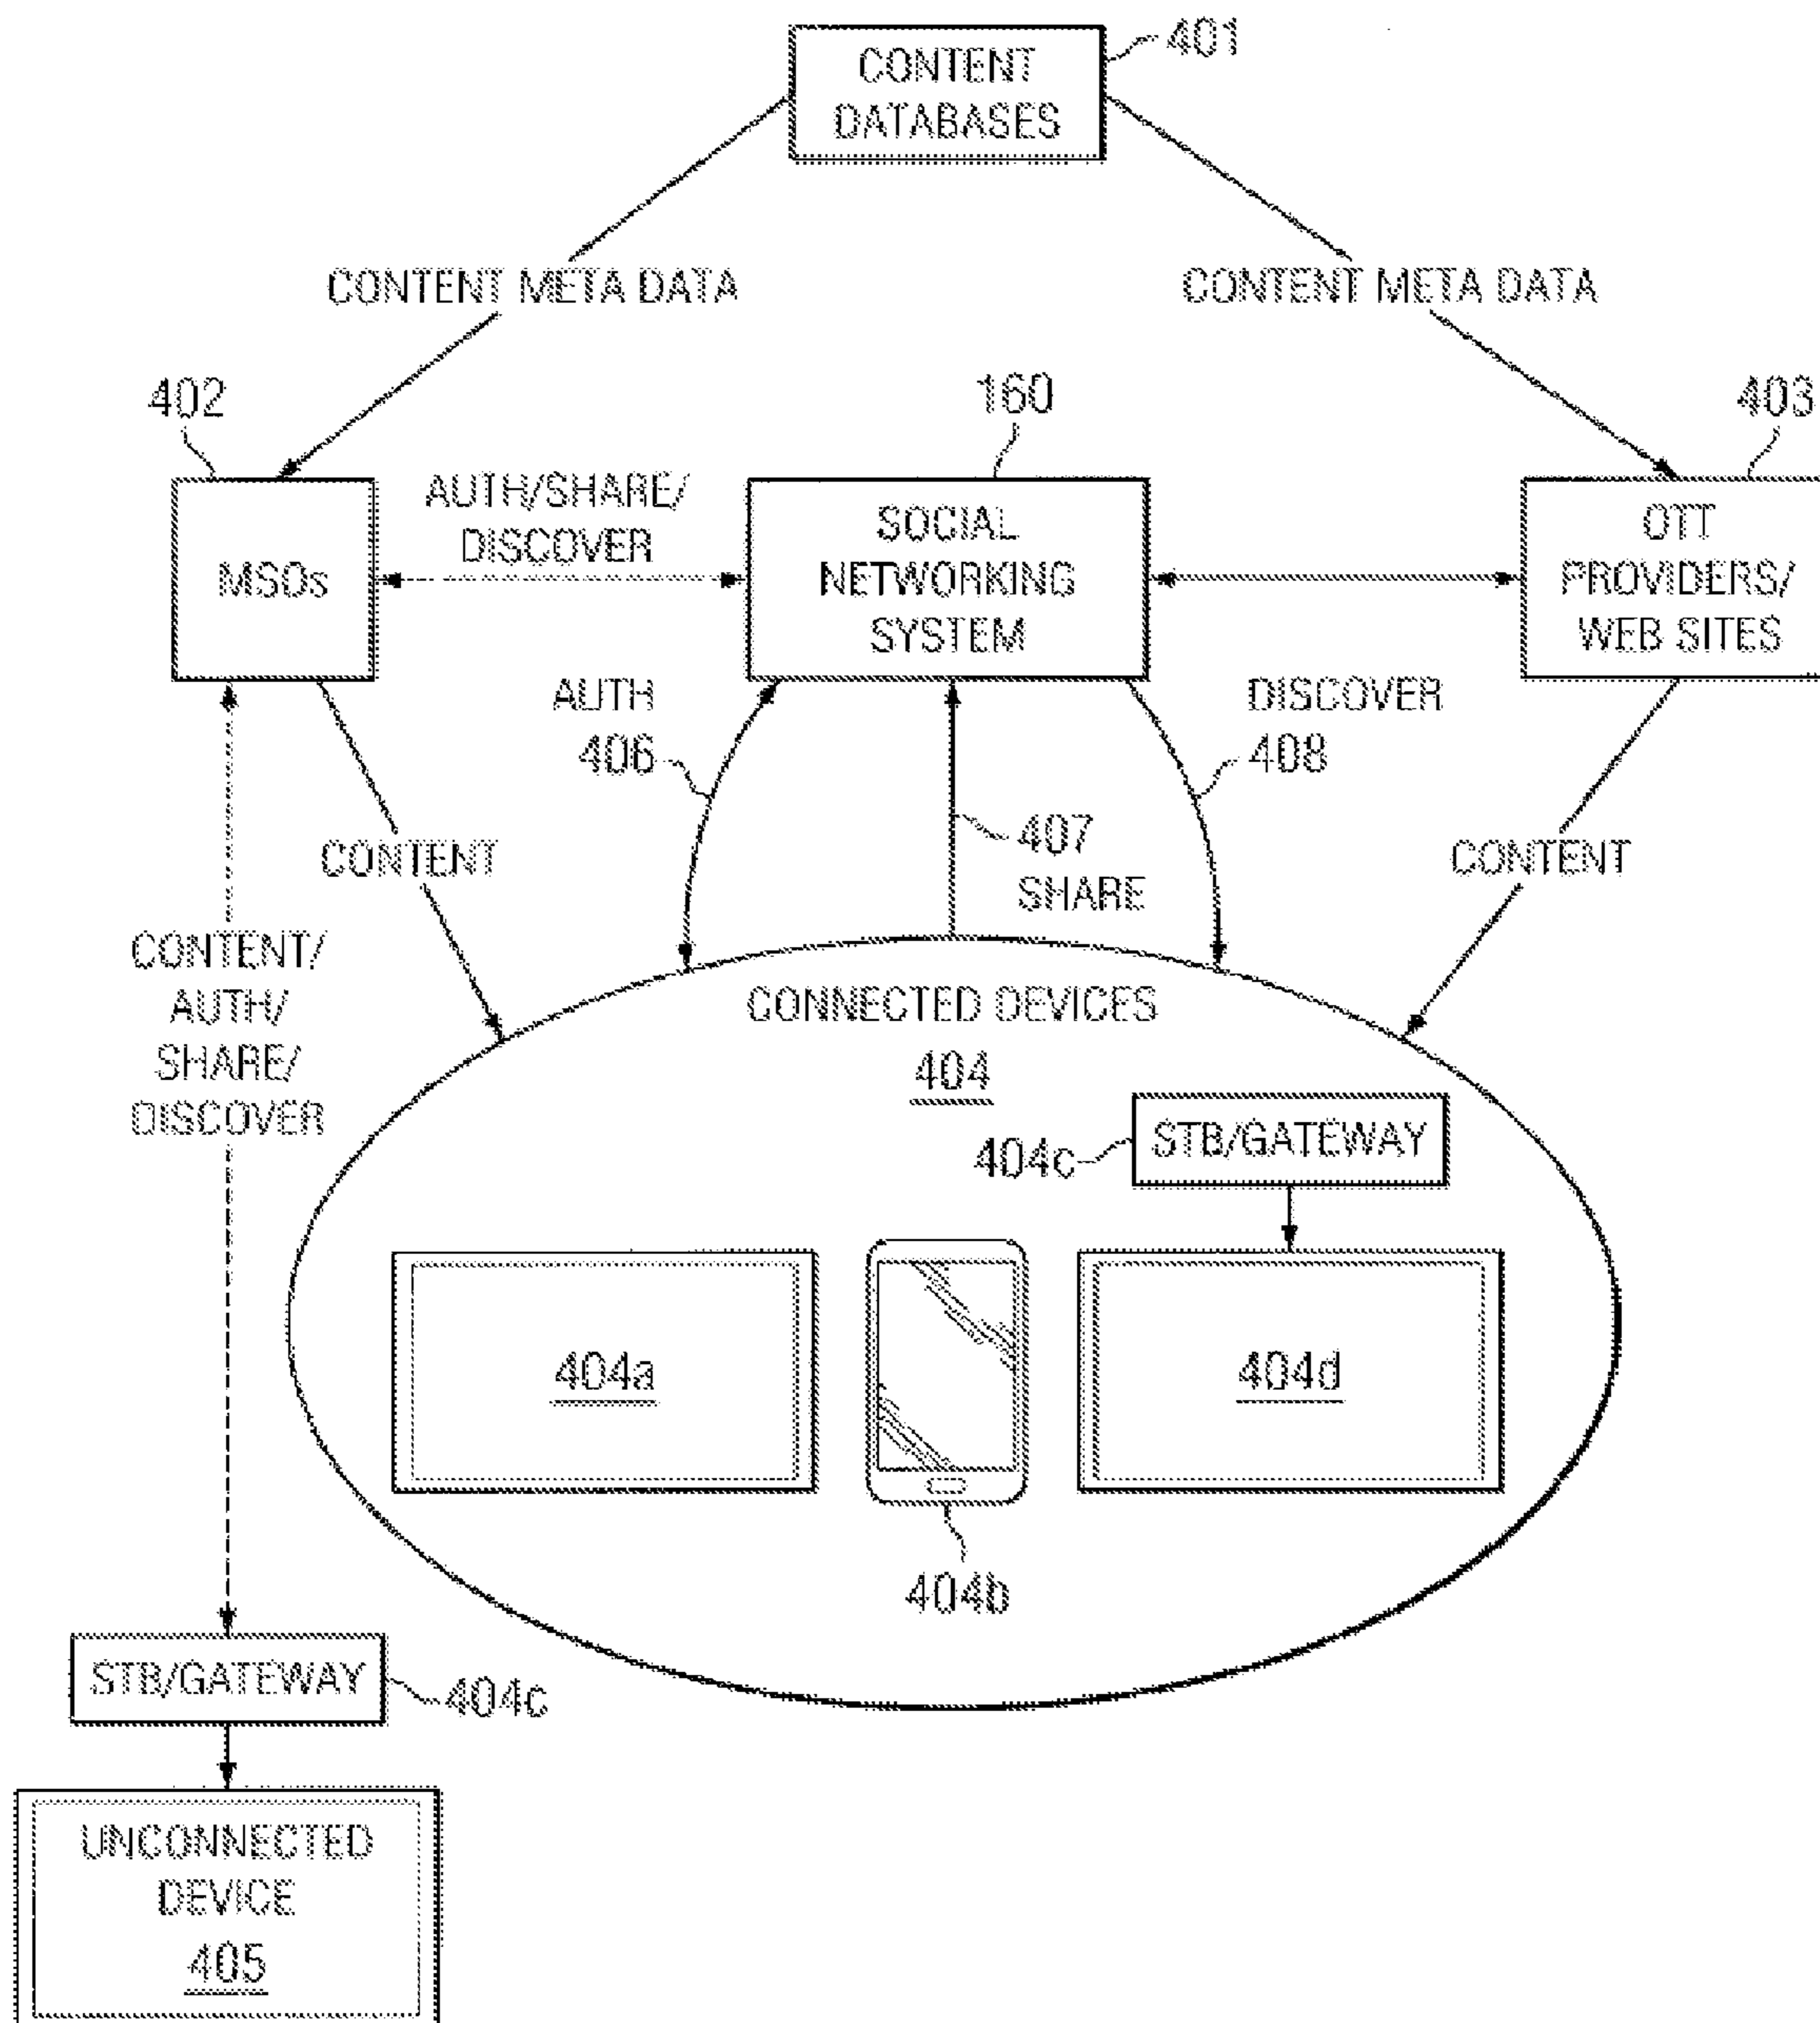 401
CONTENT
DATABASES
CONTENT META DATA
CONTENT META DATA
402
160
403
AUTH/SHARE/
DISCOVER
MSOs
SOCIAL
NETWORKING
SYSTEM
OTT
PROVIDERS/
WEB SITES
AUTH
406
DISCOVER
408
407
SHARE
CONTENT
CONTENT
CONTENT/
AUTH/
SHARE/
DISCOVER
CONNECTED DEVICES
404
404c
STB/GATEWAY
404a
404d
404b
STB/GATEWAY
404c
UNCONNECTED
DEVICE
405